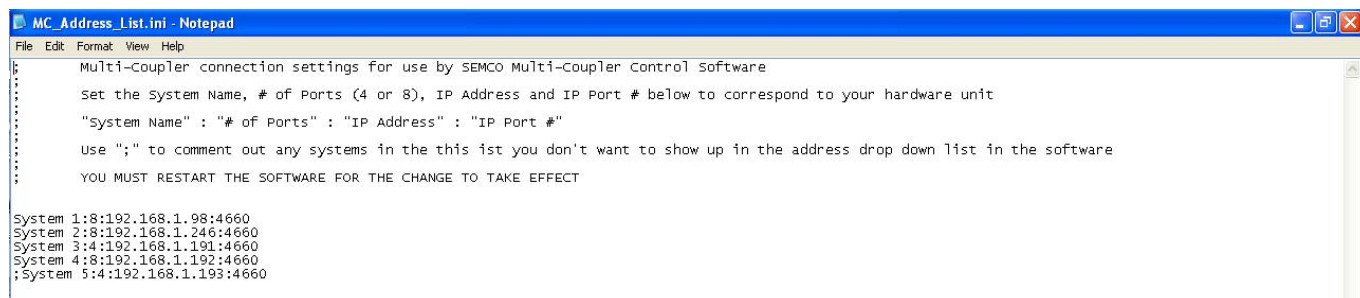 MC_Address_List.ini - Notepad
File Edit Format View Help
; Multi-Coupler connection settings for use by SEMCO Multi-Coupler Control Software
;
; Set the System Name, # of Ports (4 or 8), IP Address and IP Port # below to correspond to your hardware unit
;
; "System Name" : "# of Ports" : "IP Address" : "IP Port #"
;
; Use ";" to comment out any systems in the this ist you don't want to show up in the address drop down list in the software
;
; YOU MUST RESTART THE SOFTWARE FOR THE CHANGE TO TAKE EFFECT
System 1:8:192.168.1.98:4660
System 2:8:192.168.1.246:4660
System 3:4:192.168.1.191:4660
System 4:8:192.168.1.192:4660
;System 5:4:192.168.1.193:4660